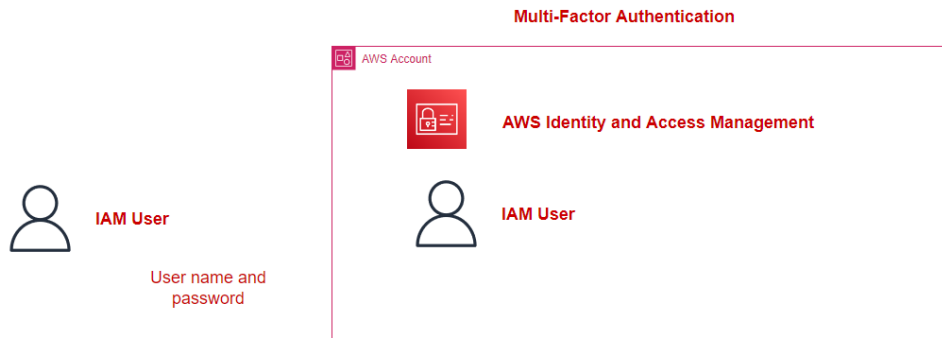 Multi-Factor Authentication
AWS Account
AWS Identity and Access Management
IAM User
IAM User
User name and
password